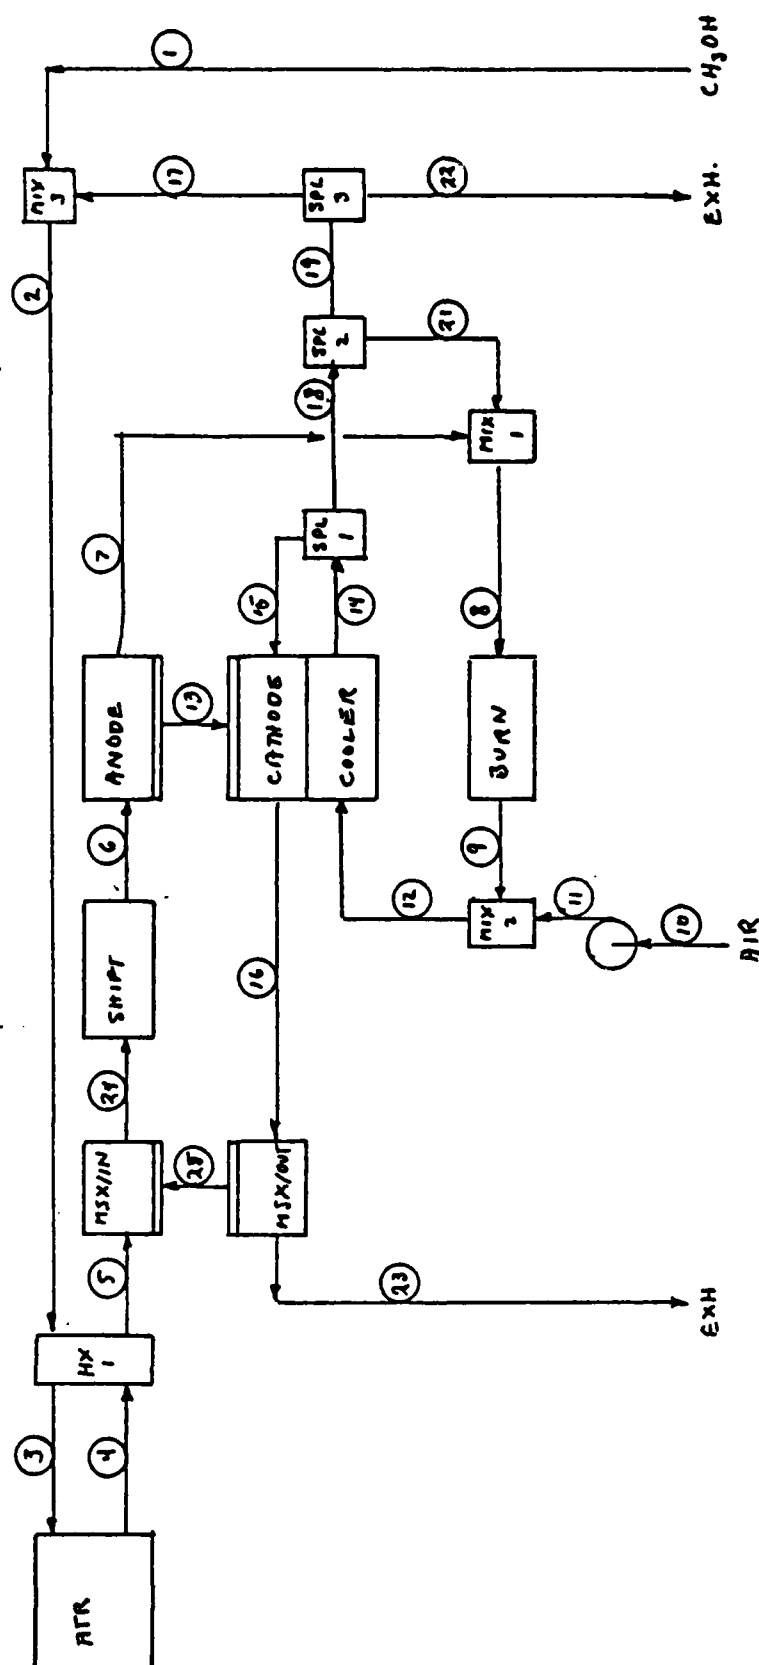 3
2
MIX
3
ATR
HX
1
4
5
MSX/IN
24
SHIFT
6
ANODE
7
1
25
13
17
16
15
MSX/OUT
CATHODE
COOLER
SPL
1
14
18
SPL
2
19
SPL
3
23
12
21
22
9
8
MIX
2
BURN
MIX
1
11
10
EXH
AIR
EXH.
CH3OH